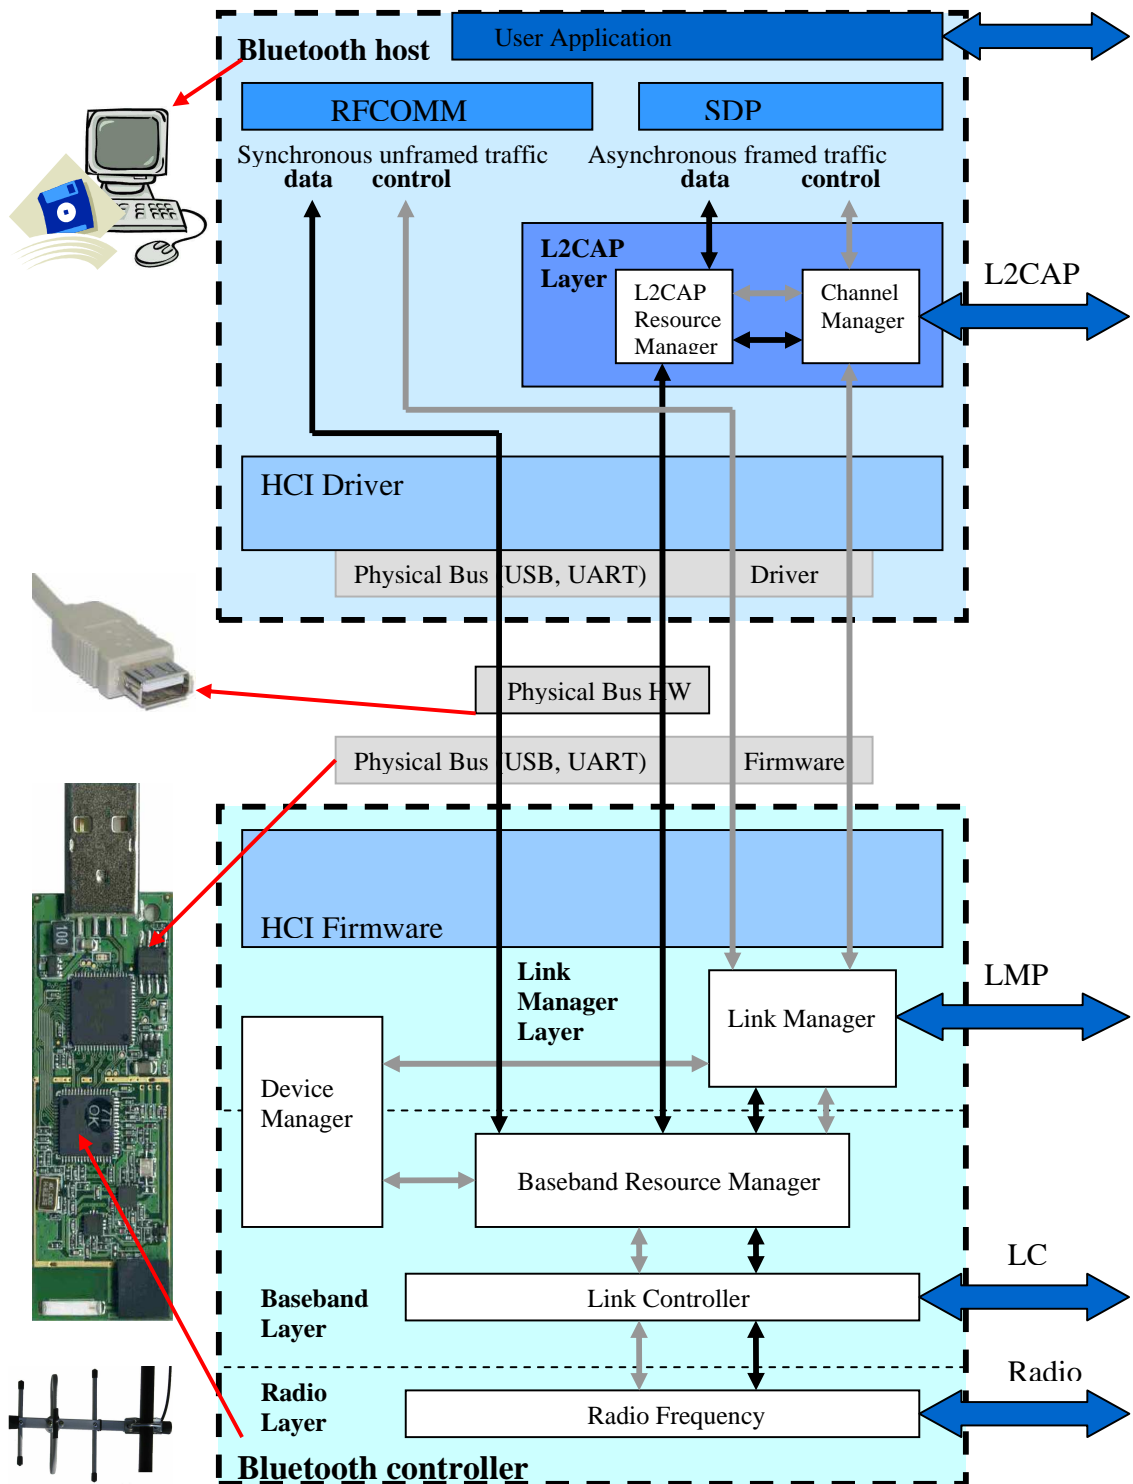 User Application
Bluetooth host
RFCOMM
SDP
Synchronous unframed traffic
Asynchronous framed traffic
data
control
data
control
L2CAP
Layer
L2CAP
Resource
Manager
Channel
Manager
L2CAP
HCI Driver
Physical Bus (USB, UART)
Driver
Physical Bus HW
Physical Bus (USB, UART)
Firmware
HCI Firmware
Link
Manager
Layer
Link Manager
LMP
Device
Manager
Baseband Resource Manager
LC
Baseband
Layer
Link Controller
Radio
Radio
Layer
Radio Frequency
Bluetooth controller
100